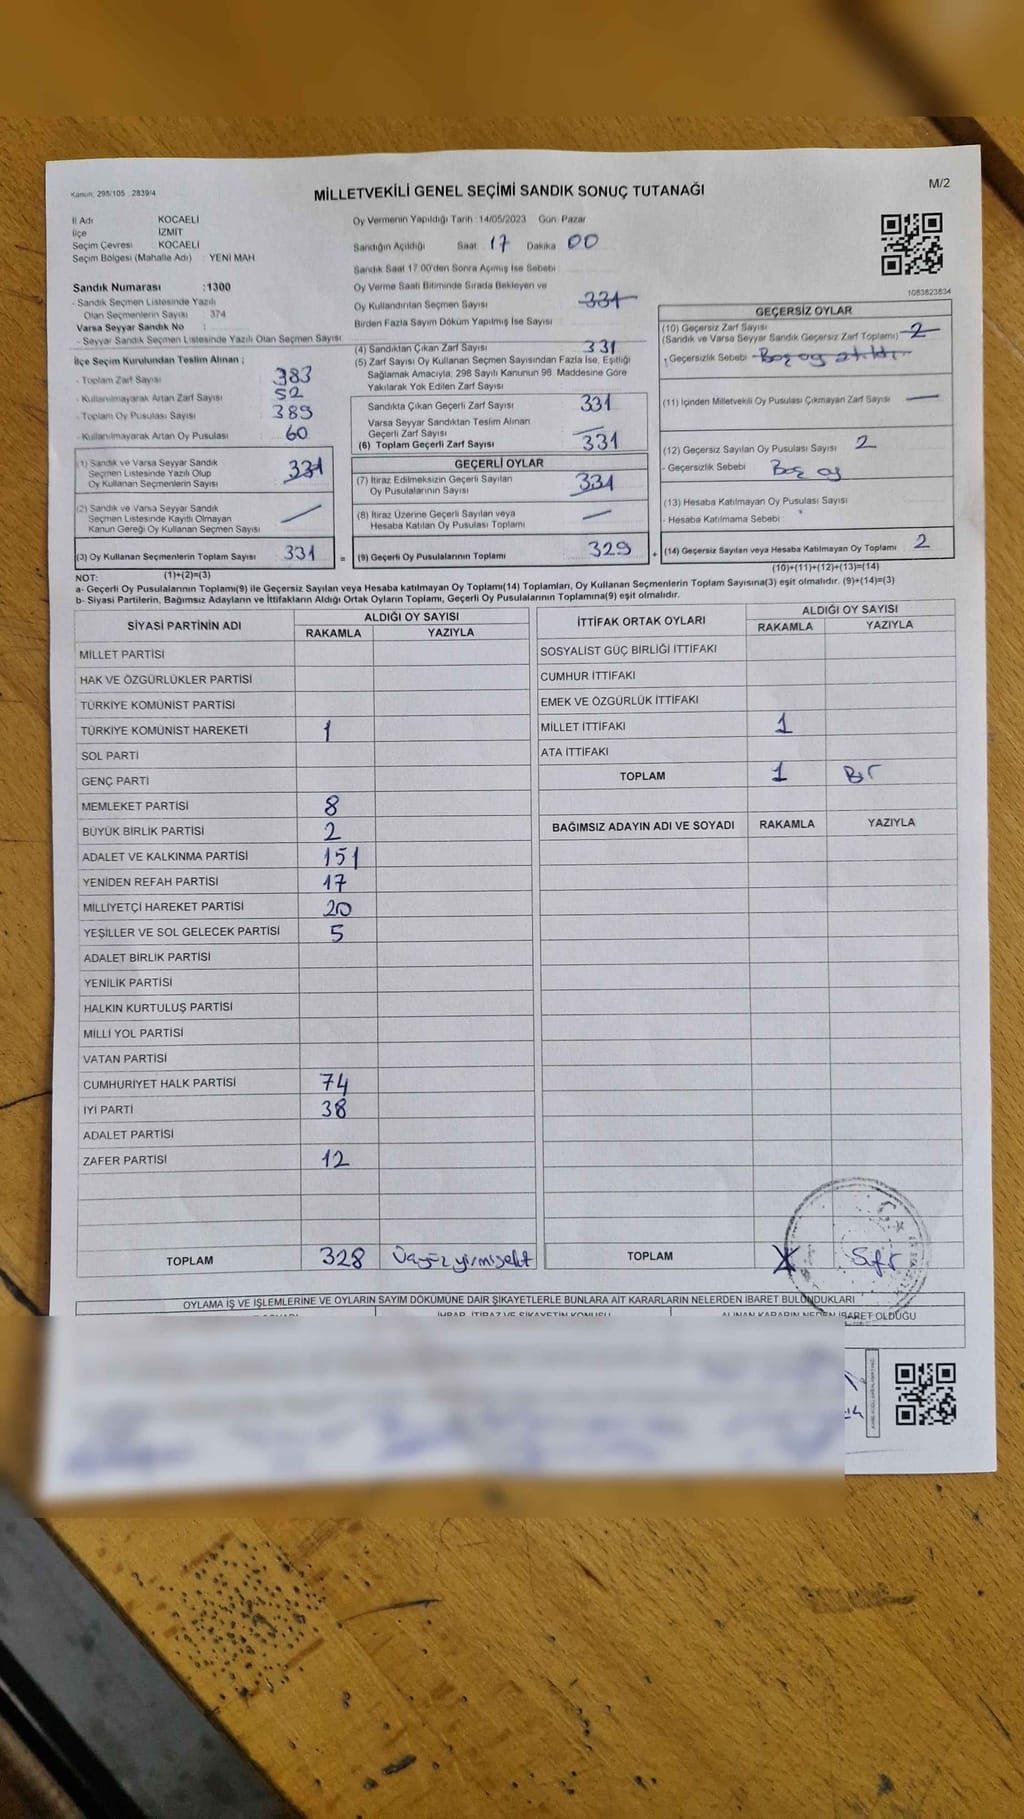 Kanun: 298/105 , 2839/4
MİLLETVEKİLİ GENEL SEÇİMİ SANDIK SONUÇ TUTANAĞI
M/2
İl Adı KOCAELİ
İlçe İZMİT
Seçim Çevresi KOCAELİ
Seçim Bölgesi (Mahalle Adı) : YENİ MAH
Sandık Numarası :1300
- Sandık Seçmen Listesinde Yazılı
Olan Seçmenlerin Sayısı : 374
Varsa Seyyar Sandık No :
- Seyyar Sandık Seçmen Listesinde Yazılı Olan Seçmen Sayısı
İlçe Seçim Kurulundan Teslim Alınan ;
- Toplam Zarf Sayısı 383
- Kullanılmayarak Artan Zarf Sayısı 52
- Toplam Oy Pusulası Sayısı 389
- Kullanılmayarak Artan Oy Pusulası 60
(1) Sandık ve Varsa Seyyar Sandık
Seçmen Listesinde Yazılı Olup
Oy Kullanan Seçmenlerin Sayısı 331
(2) Sandık ve Varsa Seyyar Sandık
Seçmen Listesinde Kayıtlı Olmayan
Kanun Gereği Oy Kullanan Seçmen Sayısı
(3) Oy Kullanan Seçmenlerin Toplam Sayısı 331
(1)+(2)=(3)
Oy Vermenin Yapıldığı Tarih : 14/05/2023 Gün: Pazar
Sandığın Açıldığı Saat 17 Dakika 00
Sandık Saat 17:00'den Sonra Açımış İse Sebebi
Oy Verme Saati Bitiminde Sırada Bekleyen ve
Oy Kullandırılan Seçmen Sayısı 331
Birden Fazla Sayım Döküm Yapılmış İse Sayısı
(4) Sandıktan Çıkan Zarf Sayısı 331
(5) Zarf Sayısı Oy Kullanan Seçmen Sayısından Fazla İse, Eşitliği
Sağlamak Amacıyla, 298 Sayılı Kanunun 98. Maddesine Göre
Yakılarak Yok Edilen Zarf Sayısı
Sandıkta Çıkan Geçerli Zarf Sayısı 331
Varsa Seyyar Sandıktan Teslim Alınan
Geçerli Zarf Sayısı
(6) Toplam Geçerli Zarf Sayısı 331
GEÇERLİ OYLAR
(7) İtiraz Edilmeksizin Geçerli Sayılan
Oy Pusulalarının Sayısı 331
(8) İtiraz Üzerine Geçerli Sayılan veya
Hesaba Katılan Oy Pusulası Toplamı
= (9) Geçerli Oy Pusulalarının Toplamı 329 +
1083823834
GEÇERSİZ OYLAR
(10) Geçersiz Zarf Sayısı
(Sandık ve Varsa Seyyar Sandık Geçersiz Zarf Toplamı) 2
- Geçersizlik Sebebi Boş oy atıldı
(11) İçinden Milletvekili Oy Pusulası Çıkmayan Zarf Sayısı
(12) Geçersiz Sayılan Oy Pusulası Sayısı 2
- Geçersizlik Sebebi Boş oy
(13) Hesaba Katılmayan Oy Pusulası Sayısı
- Hesaba Katılmama Sebebi
(14) Geçersiz Sayılan veya Hesaba Katılmayan Oy Toplamı 2
(10)+(11)+(12)+(13)=(14)
NOT:
a- Geçerli Oy Pusulalarının Toplamı(9) ile Geçersiz Sayılan veya Hesaba katılmayan Oy Toplamı(14) Toplamları, Oy Kullanan Seçmenlerin Toplam Sayısına(3) eşit olmalıdır. (9)+(14)=(3)
b- Siyasi Partilerin, Bağımsız Adayların ve İttifakların Aldığı Ortak Oyların Toplamı, Geçerli Oy Pusulalarının Toplamına(9) eşit olmalıdır.
SİYASİ PARTİNİN ADI ALDIĞI OY SAYISI
RAKAMLA YAZIYLA
MİLLET PARTİSİ
HAK VE ÖZGÜRLÜKLER PARTİSİ
TÜRKİYE KOMÜNİST PARTİSİ
TÜRKİYE KOMÜNİST HAREKETİ 1
SOL PARTİ
GENÇ PARTİ
MEMLEKET PARTİSİ 8
BÜYÜK BİRLİK PARTİSİ 2
ADALET VE KALKINMA PARTİSİ 151
YENİDEN REFAH PARTİSİ 17
MİLLİYETÇİ HAREKET PARTİSİ 20
YEŞİLLER VE SOL GELECEK PARTİSİ 5
ADALET BİRLİK PARTİSİ
YENİLİK PARTİSİ
HALKIN KURTULUŞ PARTİSİ
MİLLİ YOL PARTİSİ
VATAN PARTİSİ
CUMHURİYET HALK PARTİSİ 74
İYİ PARTİ 38
ADALET PARTİSİ
ZAFER PARTİSİ 12
TOPLAM 328 Üçyüz yirmisekiz
İTTİFAK ORTAK OYLARI ALDIĞI OY SAYISI
RAKAMLA YAZIYLA
SOSYALİST GÜÇ BİRLİĞİ İTTİFAKI
CUMHUR İTTİFAKI
EMEK VE ÖZGÜRLÜK İTTİFAKI
MİLLET İTTİFAKI 1
ATA İTTİFAKI
TOPLAM 1 Bir
BAĞIMSIZ ADAYIN ADI VE SOYADI RAKAMLA YAZIYLA
TOPLAM X Sıfır
OYLAMA İŞ VE İŞLEMLERİNE VE OYLARIN SAYIM DÖKÜMÜNE DAİR ŞİKAYETLERLE BUNLARA AİT KARARLARIN NELERDEN İBARET BULUNDUKLARI
İHBAR, İTİRAZ VE ŞİKAYETİN KONUSU ALINAN KARARIN NEDEN İBARET OLDUĞU